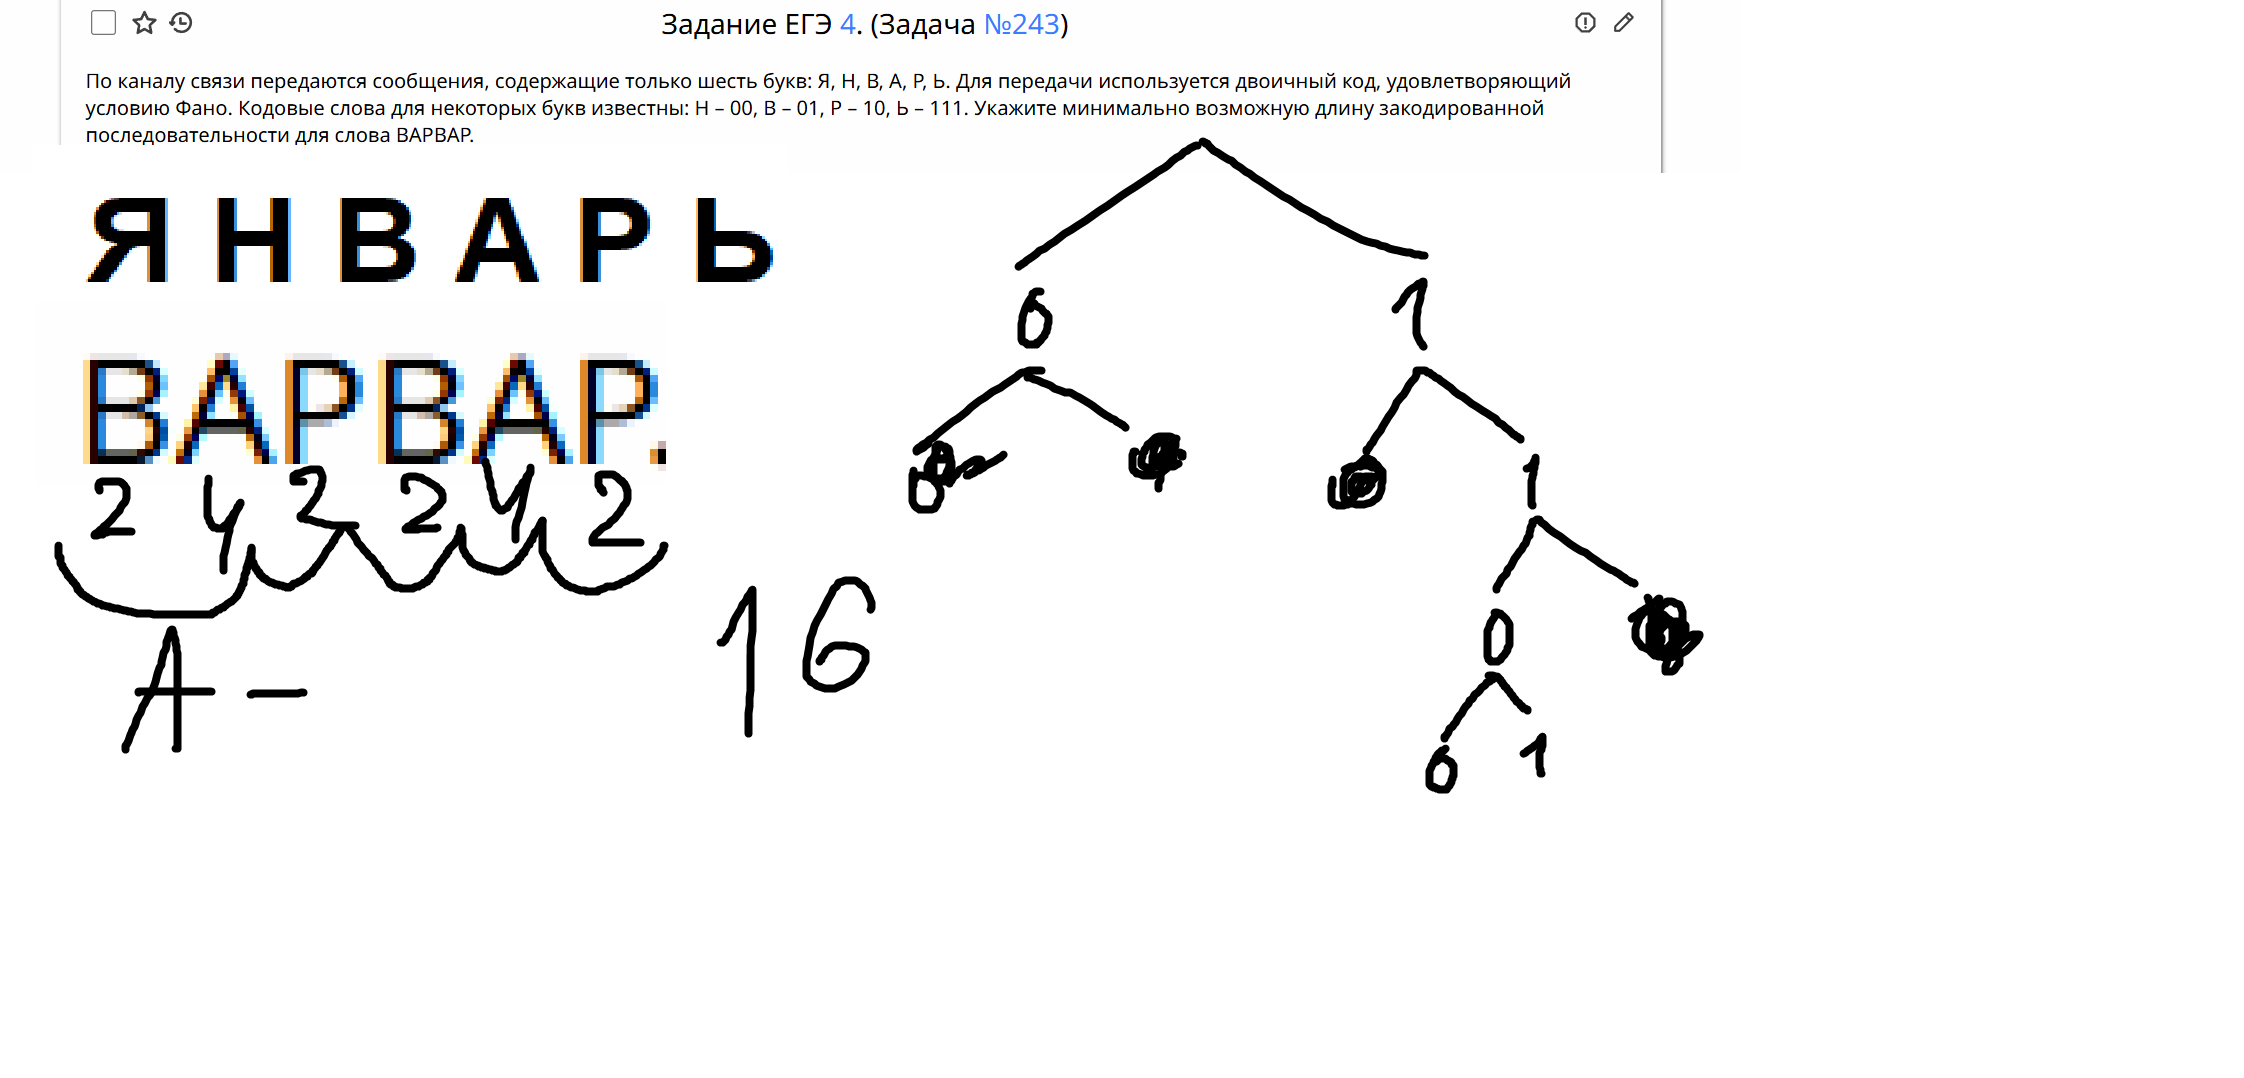 Задание ЕГЭ 4. (Задача №243)
По каналу связи передаются сообщения, содержащие только шесть букв: Я, Н, В, А, Р, Ь. Для передачи используется двоичный код, удовлетворяющий
условию Фано. Кодовые слова для некоторых букв известны: Н – 00, В – 01, Р – 10, Ь – 111. Укажите минимально возможную длину закодированной
последовательности для слова ВАРВАР.
Я Н В А Р Ь
0 1
ВАРВАР.
0
1
2 4 2 2 4 2
16
0
А –
0 1